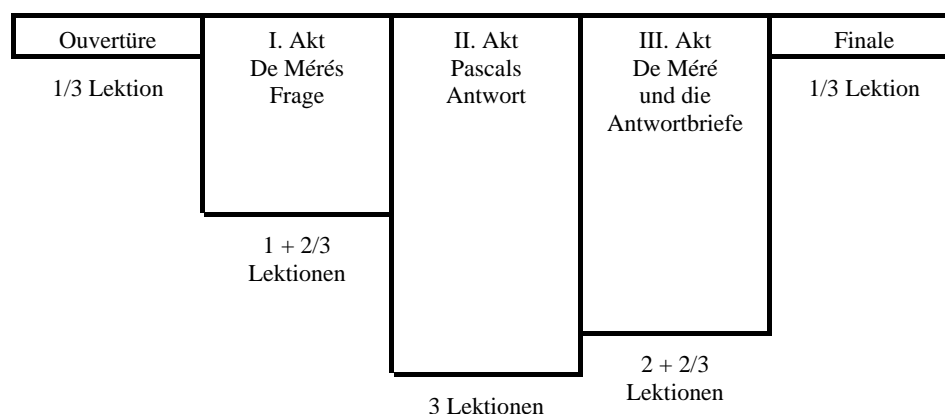 Ouvertüre
1/3 Lektion
I. Akt
De Mérés
Frage
1 + 2/3
Lektionen
II. Akt
Pascals
Antwort
3 Lektionen
III. Akt
De Méré
und die
Antwortbriefe
2 + 2/3
Lektionen
Finale
1/3 Lektion